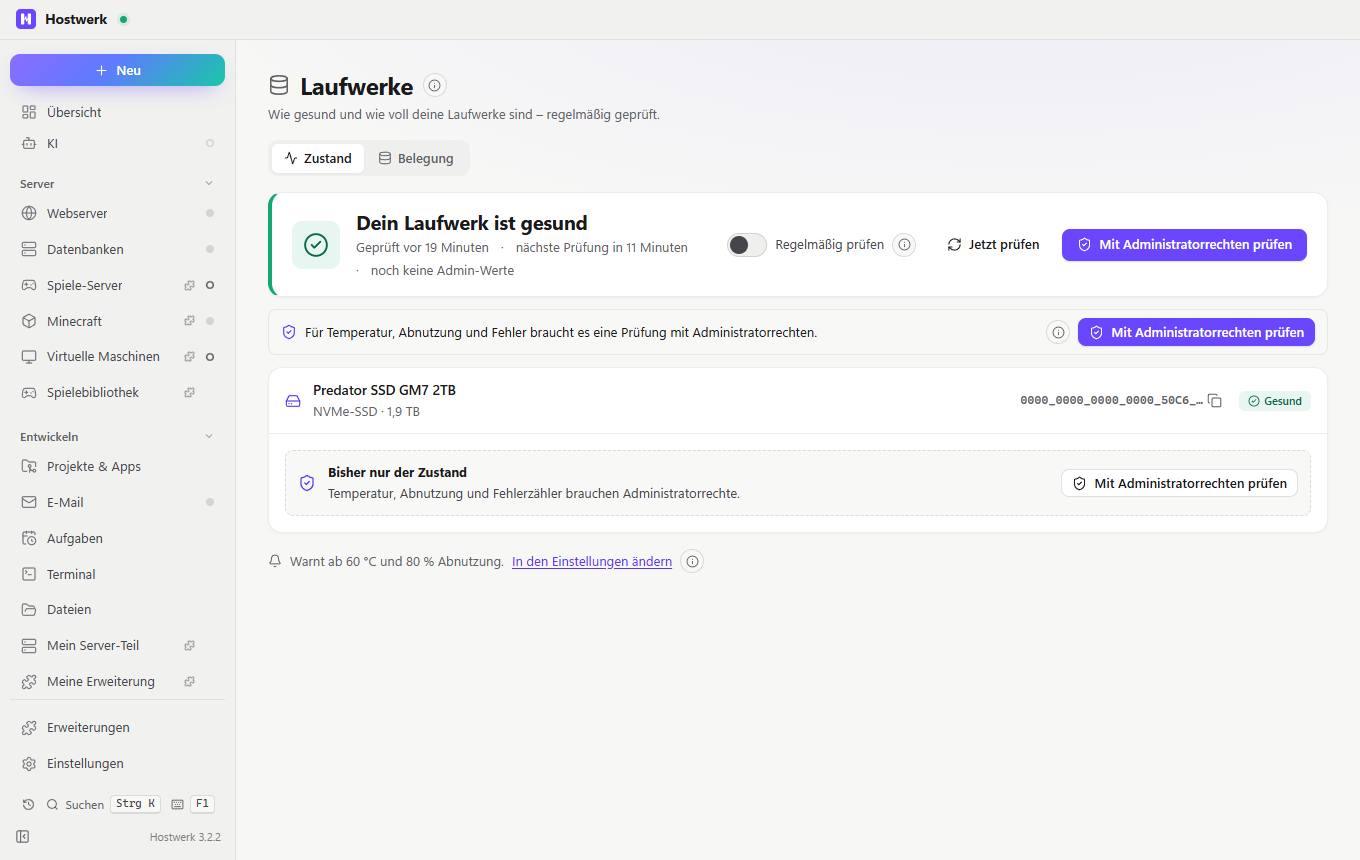 Hostwerk
Neu
Übersicht
KI
Server
Webserver
Datenbanken
Spiele-Server
Minecraft
Virtuelle Maschinen
Spielebibliothek
Entwickeln
Projekte & Apps
E-Mail
Aufgaben
Terminal
Dateien
Mein Server-Teil
Meine Erweiterung
Erweiterungen
Einstellungen
Suchen Strg K F1
Hostwerk 3.2.2
Laufwerke
Wie gesund und wie voll deine Laufwerke sind – regelmäßig geprüft.
Zustand Belegung
Dein Laufwerk ist gesund
Geprüft vor 19 Minuten · nächste Prüfung in 11 Minuten
· noch keine Admin-Werte
Regelmäßig prüfen Jetzt prüfen Mit Administratorrechten prüfen
Für Temperatur, Abnutzung und Fehler braucht es eine Prüfung mit Administratorrechten. Mit Administratorrechten prüfen
Predator SSD GM7 2TB
NVMe-SSD · 1,9 TB
0000_0000_0000_0000_50C6_… Gesund
Bisher nur der Zustand
Temperatur, Abnutzung und Fehlerzähler brauchen Administratorrechte.
Mit Administratorrechten prüfen
Warnt ab 60 °C und 80 % Abnutzung. In den Einstellungen ändern